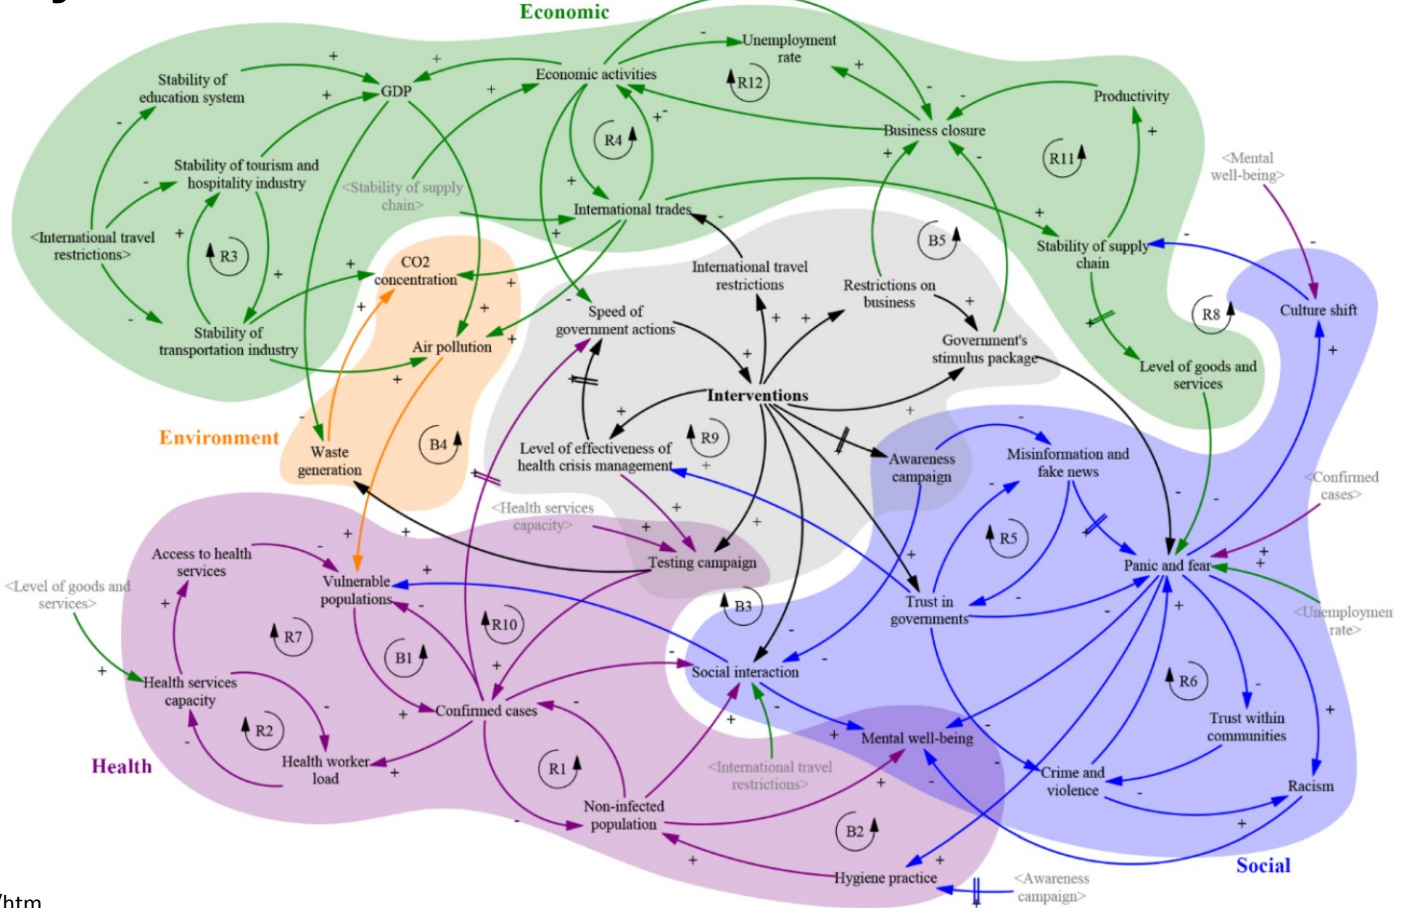 Economic
Unemployment
rate
Economic activities
Stability of
education system
GDP
R12
Productivity
Business closure
R4
R11
<Mental
well-being>
Stability of tourism and
hospitality industry
<Stability of supply
chain>
International trades
<International travel
restrictions>
R3
CO2
concentration
B5
Stability of supply
chain
International travel
restrictions
Restrictions on
business
Culture shift
R8
Speed of
government actions
Stability of
transportation industry
Air pollution
Government's
stimulus package
Level of goods and
services
Interventions
Environment
B4
R9
Waste
generation
Level of effectiveness of
health crisis management
Awareness
campaign
Misinformation and
fake news
<Confirmed
cases>
<Health services
capacity>
R5
Access to health
services
Testing campaign
Panic and fear
<Level of goods and
services>
Vulnerable
populations
Trust in
governments
<Unemploymen
rate>
B3
R7
R10
B1
Social interaction
R6
Health services
capacity
Confirmed cases
Trust within
communities
R2
Mental well-being
Health
Health worker
load
R1
<International travel
restrictions>
Crime and
violence
Racism
Non-infected
population
B2
Social
Hygiene practice
<Awareness
campaign>
/htm